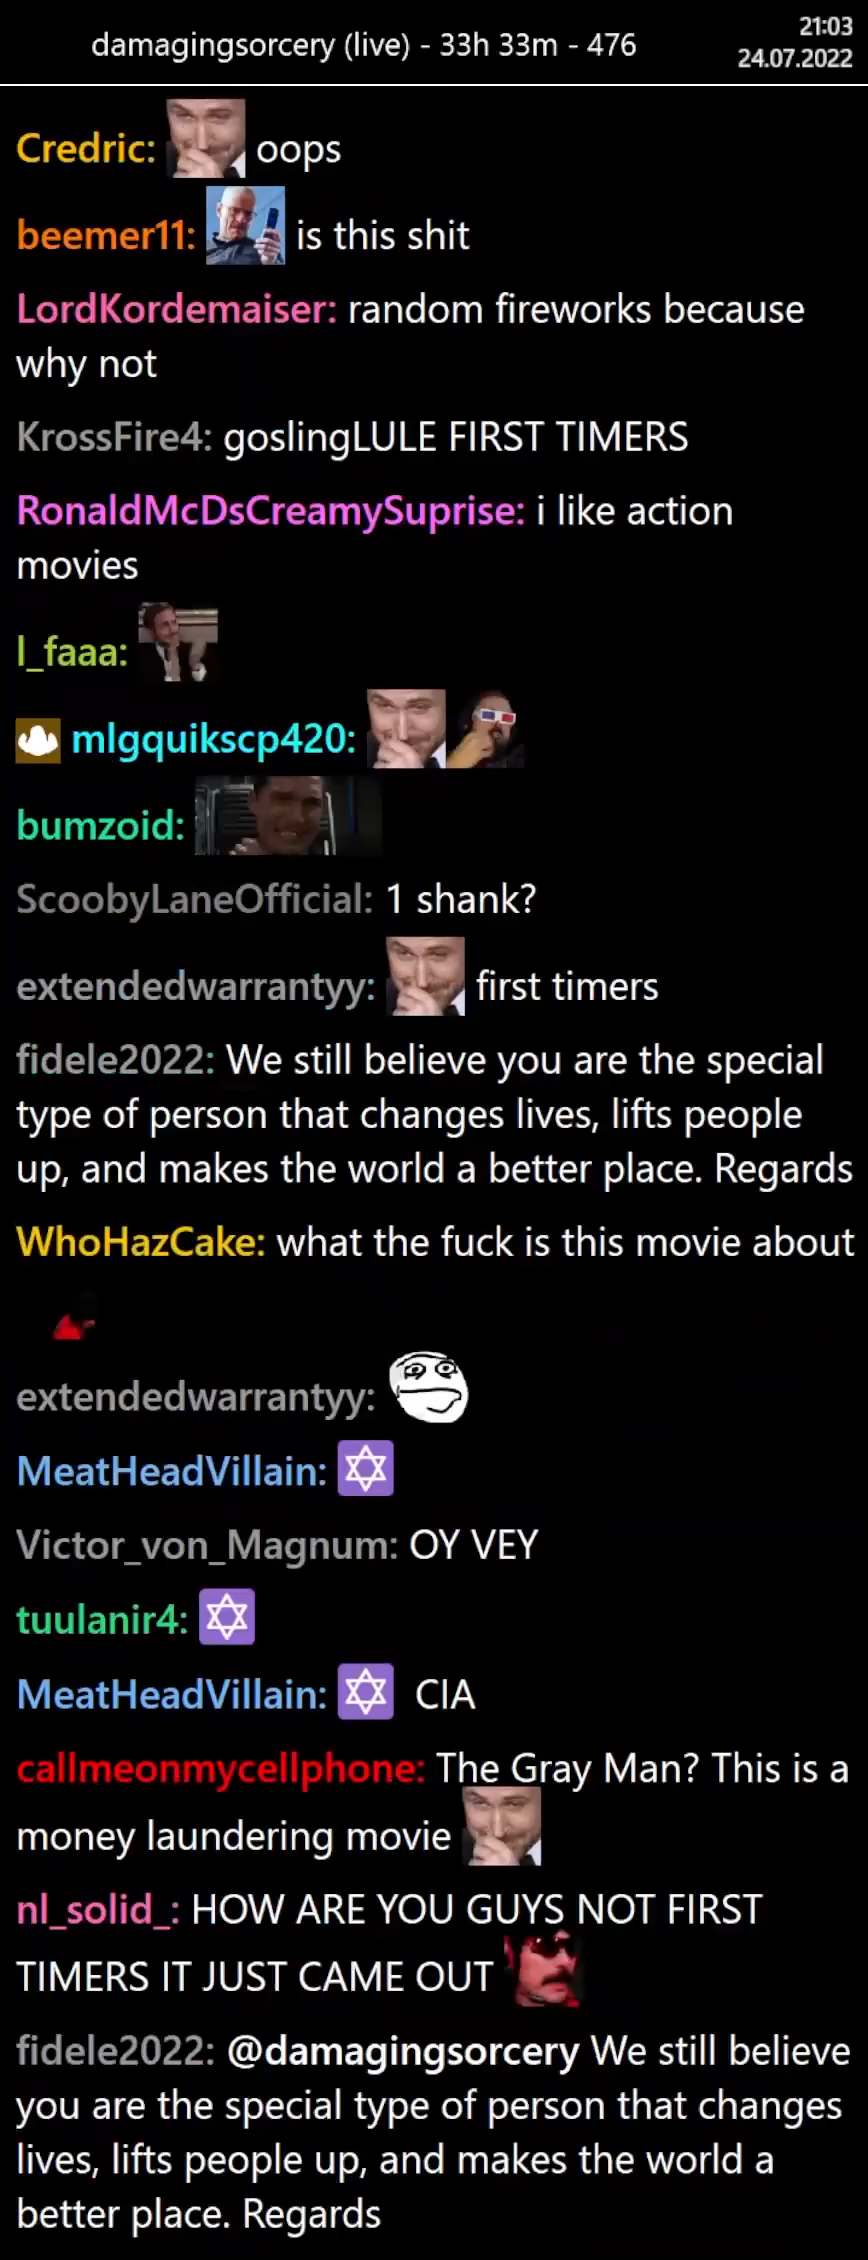 damagingsorcery (live) - 33h 33m - 476
21:03
24.07.2022
Credric: oops
beemer11: is this shit
LordKordemaiser: random fireworks because
why not
KrossFire4: goslingLULE FIRST TIMERS
RonaldMcDsCreamySuprise: i like action
movies
l_faaa:
mlgquikscp420:
bumzoid:
ScoobyLaneOfficial: 1 shank?
extendedwarrantyy: first timers
fidele2022: We still believe you are the special
type of person that changes lives, lifts people
up, and makes the world a better place. Regards
WhoHazCake: what the fuck is this movie about
extendedwarrantyy:
MeatHeadVillain: ✡
Victor_von_Magnum: OY VEY
tuulanir4: ✡
MeatHeadVillain: ✡ CIA
callmeonmycellphone: The Gray Man? This is a
money laundering movie
nl_solid_: HOW ARE YOU GUYS NOT FIRST
TIMERS IT JUST CAME OUT
fidele2022: @damagingsorcery We still believe
you are the special type of person that changes
lives, lifts people up, and makes the world a
better place. Regards